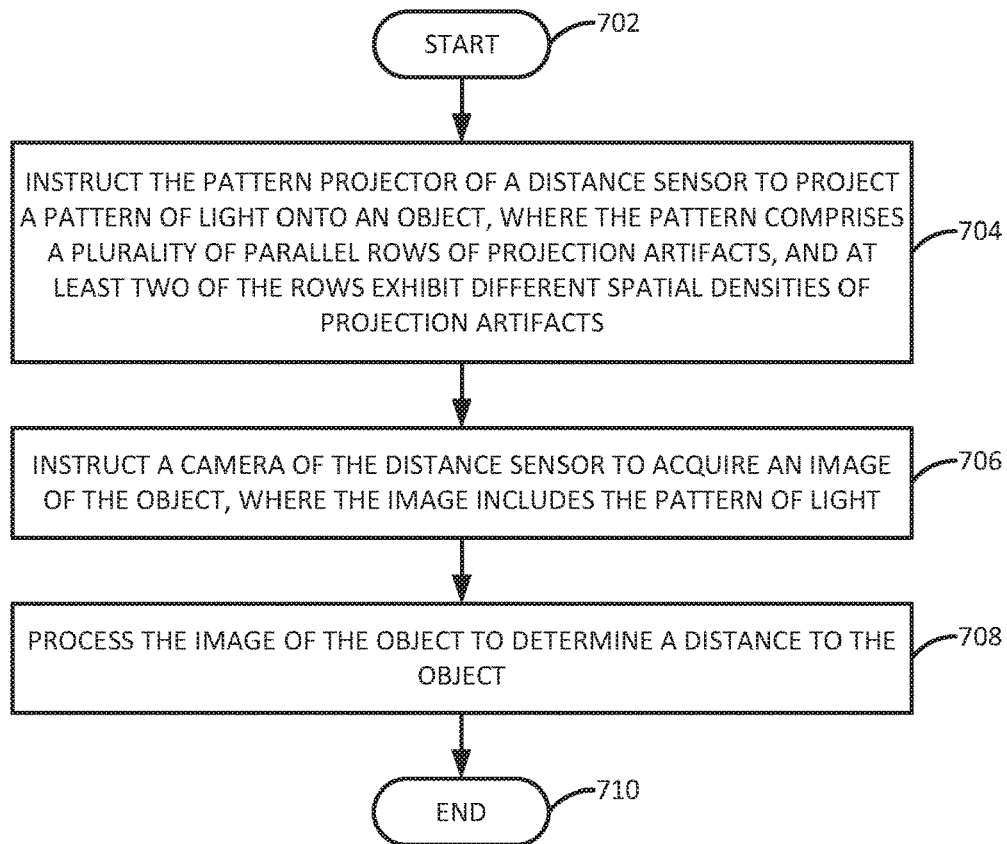 START
702
INSTRUCT THE PATTERN PROJECTOR OF A DISTANCE SENSOR TO PROJECT
A PATTERN OF LIGHT ONTO AN OBJECT, WHERE THE PATTERN COMPRISES
A PLURALITY OF PARALLEL ROWS OF PROJECTION ARTIFACTS, AND AT
LEAST TWO OF THE ROWS EXHIBIT DIFFERENT SPATIAL DENSITIES OF
PROJECTION ARTIFACTS
704
INSTRUCT A CAMERA OF THE DISTANCE SENSOR TO ACQUIRE AN IMAGE
OF THE OBJECT, WHERE THE IMAGE INCLUDES THE PATTERN OF LIGHT
706
PROCESS THE IMAGE OF THE OBJECT TO DETERMINE A DISTANCE TO THE
OBJECT
708
END
710